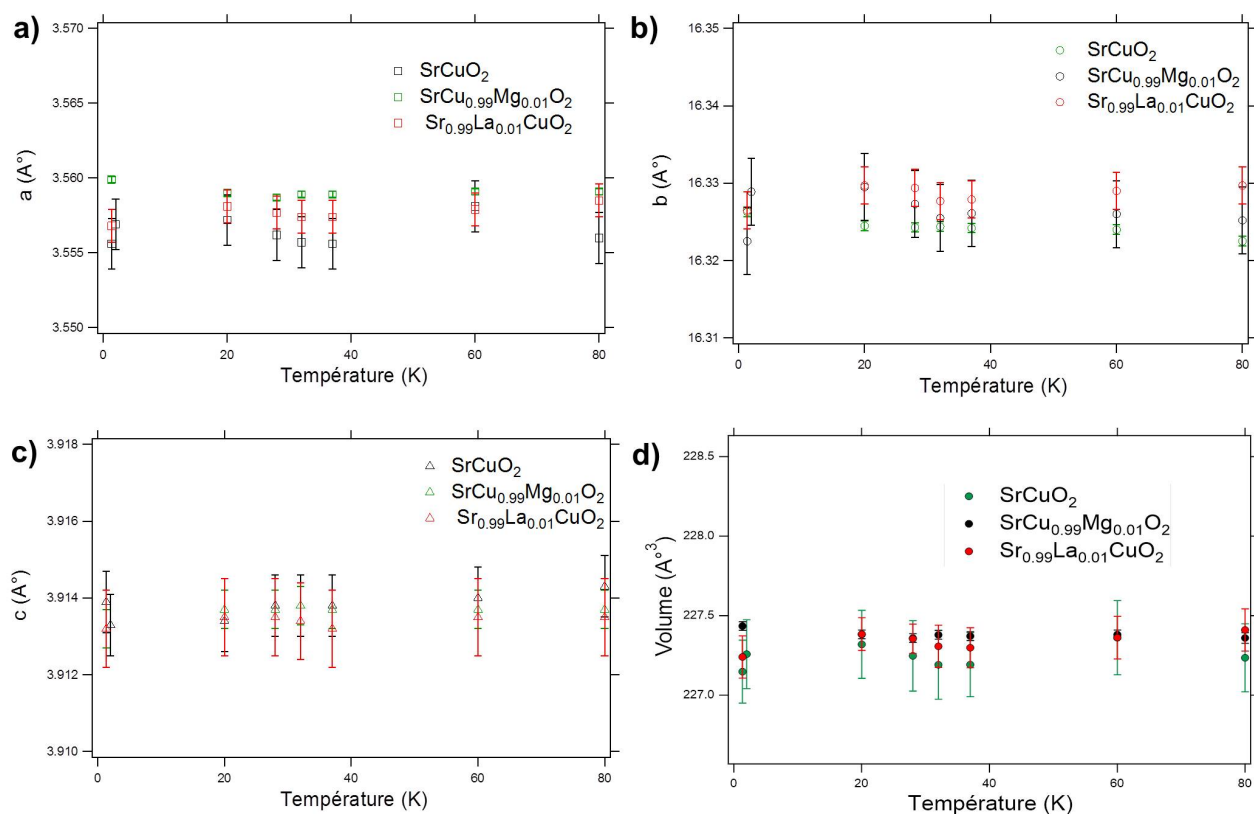 a)
3.570
3.565
3.560
3.555
3.550
a (A°)
SrCuO2
SrCu0.99Mg0.01O2
Sr0.99La0.01CuO2
0 20 40 60 80
Température (K)
b)
16.35
16.34
16.33
16.32
16.31
b (A°)
SrCuO2
SrCu0.99Mg0.01O2
Sr0.99La0.01CuO2
0 20 40 60 80
Température (K)
c)
3.918
3.916
3.914
3.912
3.910
c (A°)
SrCuO2
SrCu0.99Mg0.01O2
Sr0.99La0.01CuO2
0 20 40 60 80
Température (K)
d)
228.5
228.0
227.5
227.0
Volume (A°3)
SrCuO2
SrCu0.99Mg0.01O2
Sr0.99La0.01CuO2
0 20 40 60 80
Température (K)